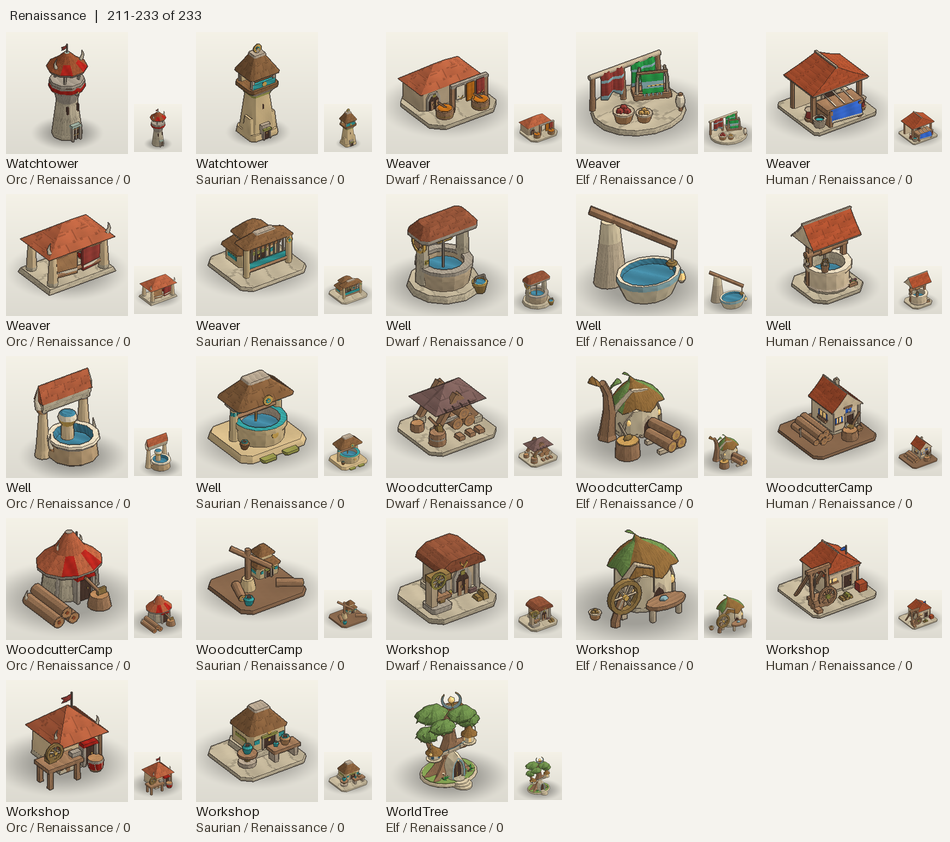 Renaissance | 211-233 of 233
Watchtower
Orc / Renaissance / 0
Watchtower
Saurian / Renaissance / 0
Weaver
Dwarf / Renaissance / 0
Weaver
Elf / Renaissance / 0
Weaver
Human / Renaissance / 0
Weaver
Orc / Renaissance / 0
Weaver
Saurian / Renaissance / 0
Well
Dwarf / Renaissance / 0
Well
Elf / Renaissance / 0
Well
Human / Renaissance / 0
Well
Orc / Renaissance / 0
Well
Saurian / Renaissance / 0
WoodcutterCamp
Dwarf / Renaissance / 0
WoodcutterCamp
Elf / Renaissance / 0
WoodcutterCamp
Human / Renaissance / 0
WoodcutterCamp
Orc / Renaissance / 0
WoodcutterCamp
Saurian / Renaissance / 0
Workshop
Dwarf / Renaissance / 0
Workshop
Elf / Renaissance / 0
Workshop
Human / Renaissance / 0
Workshop
Orc / Renaissance / 0
Workshop
Saurian / Renaissance / 0
WorldTree
Elf / Renaissance / 0